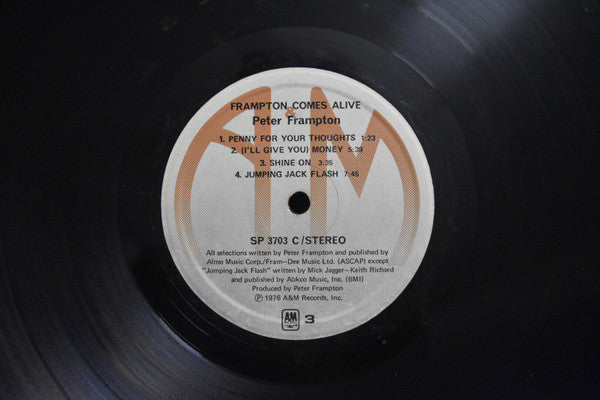 FRAMPTON COMES ALIVE
Peter Frampton
1. PENNY FOR YOUR THOUGHTS 1:23
2. (I'LL GIVE YOU) MONEY 5:39
3. SHINE ON 3:35
4. JUMPING JACK FLASH 7:45
A&M
SP 3703 C/STEREO
All selections written by Peter Frampton and published by
Almo Music Corp./Fram-Dee Music Ltd. (ASCAP) except
"Jumping Jack Flash" written by Mick Jagger-Keith Richard
and published by Abkco Music, Inc. (BMI)
Produced by Peter Frampton
℗ 1976 A&M Records, Inc.
AM 3